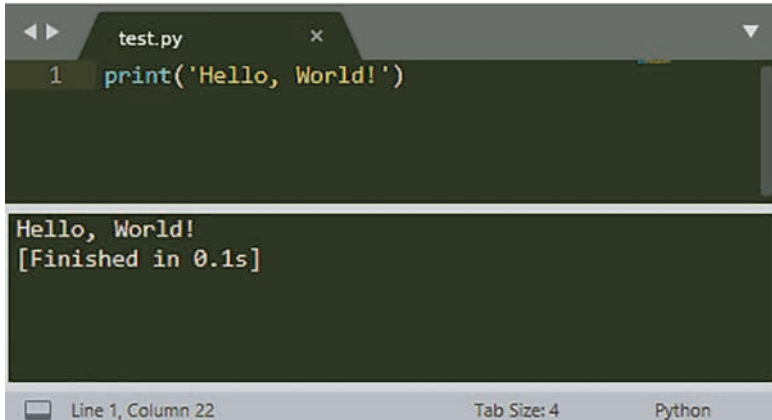 test.py ×
1 print('Hello, World!')
Hello, World!
[Finished in 0.1s]
Line 1, Column 22 Tab Size: 4 Python